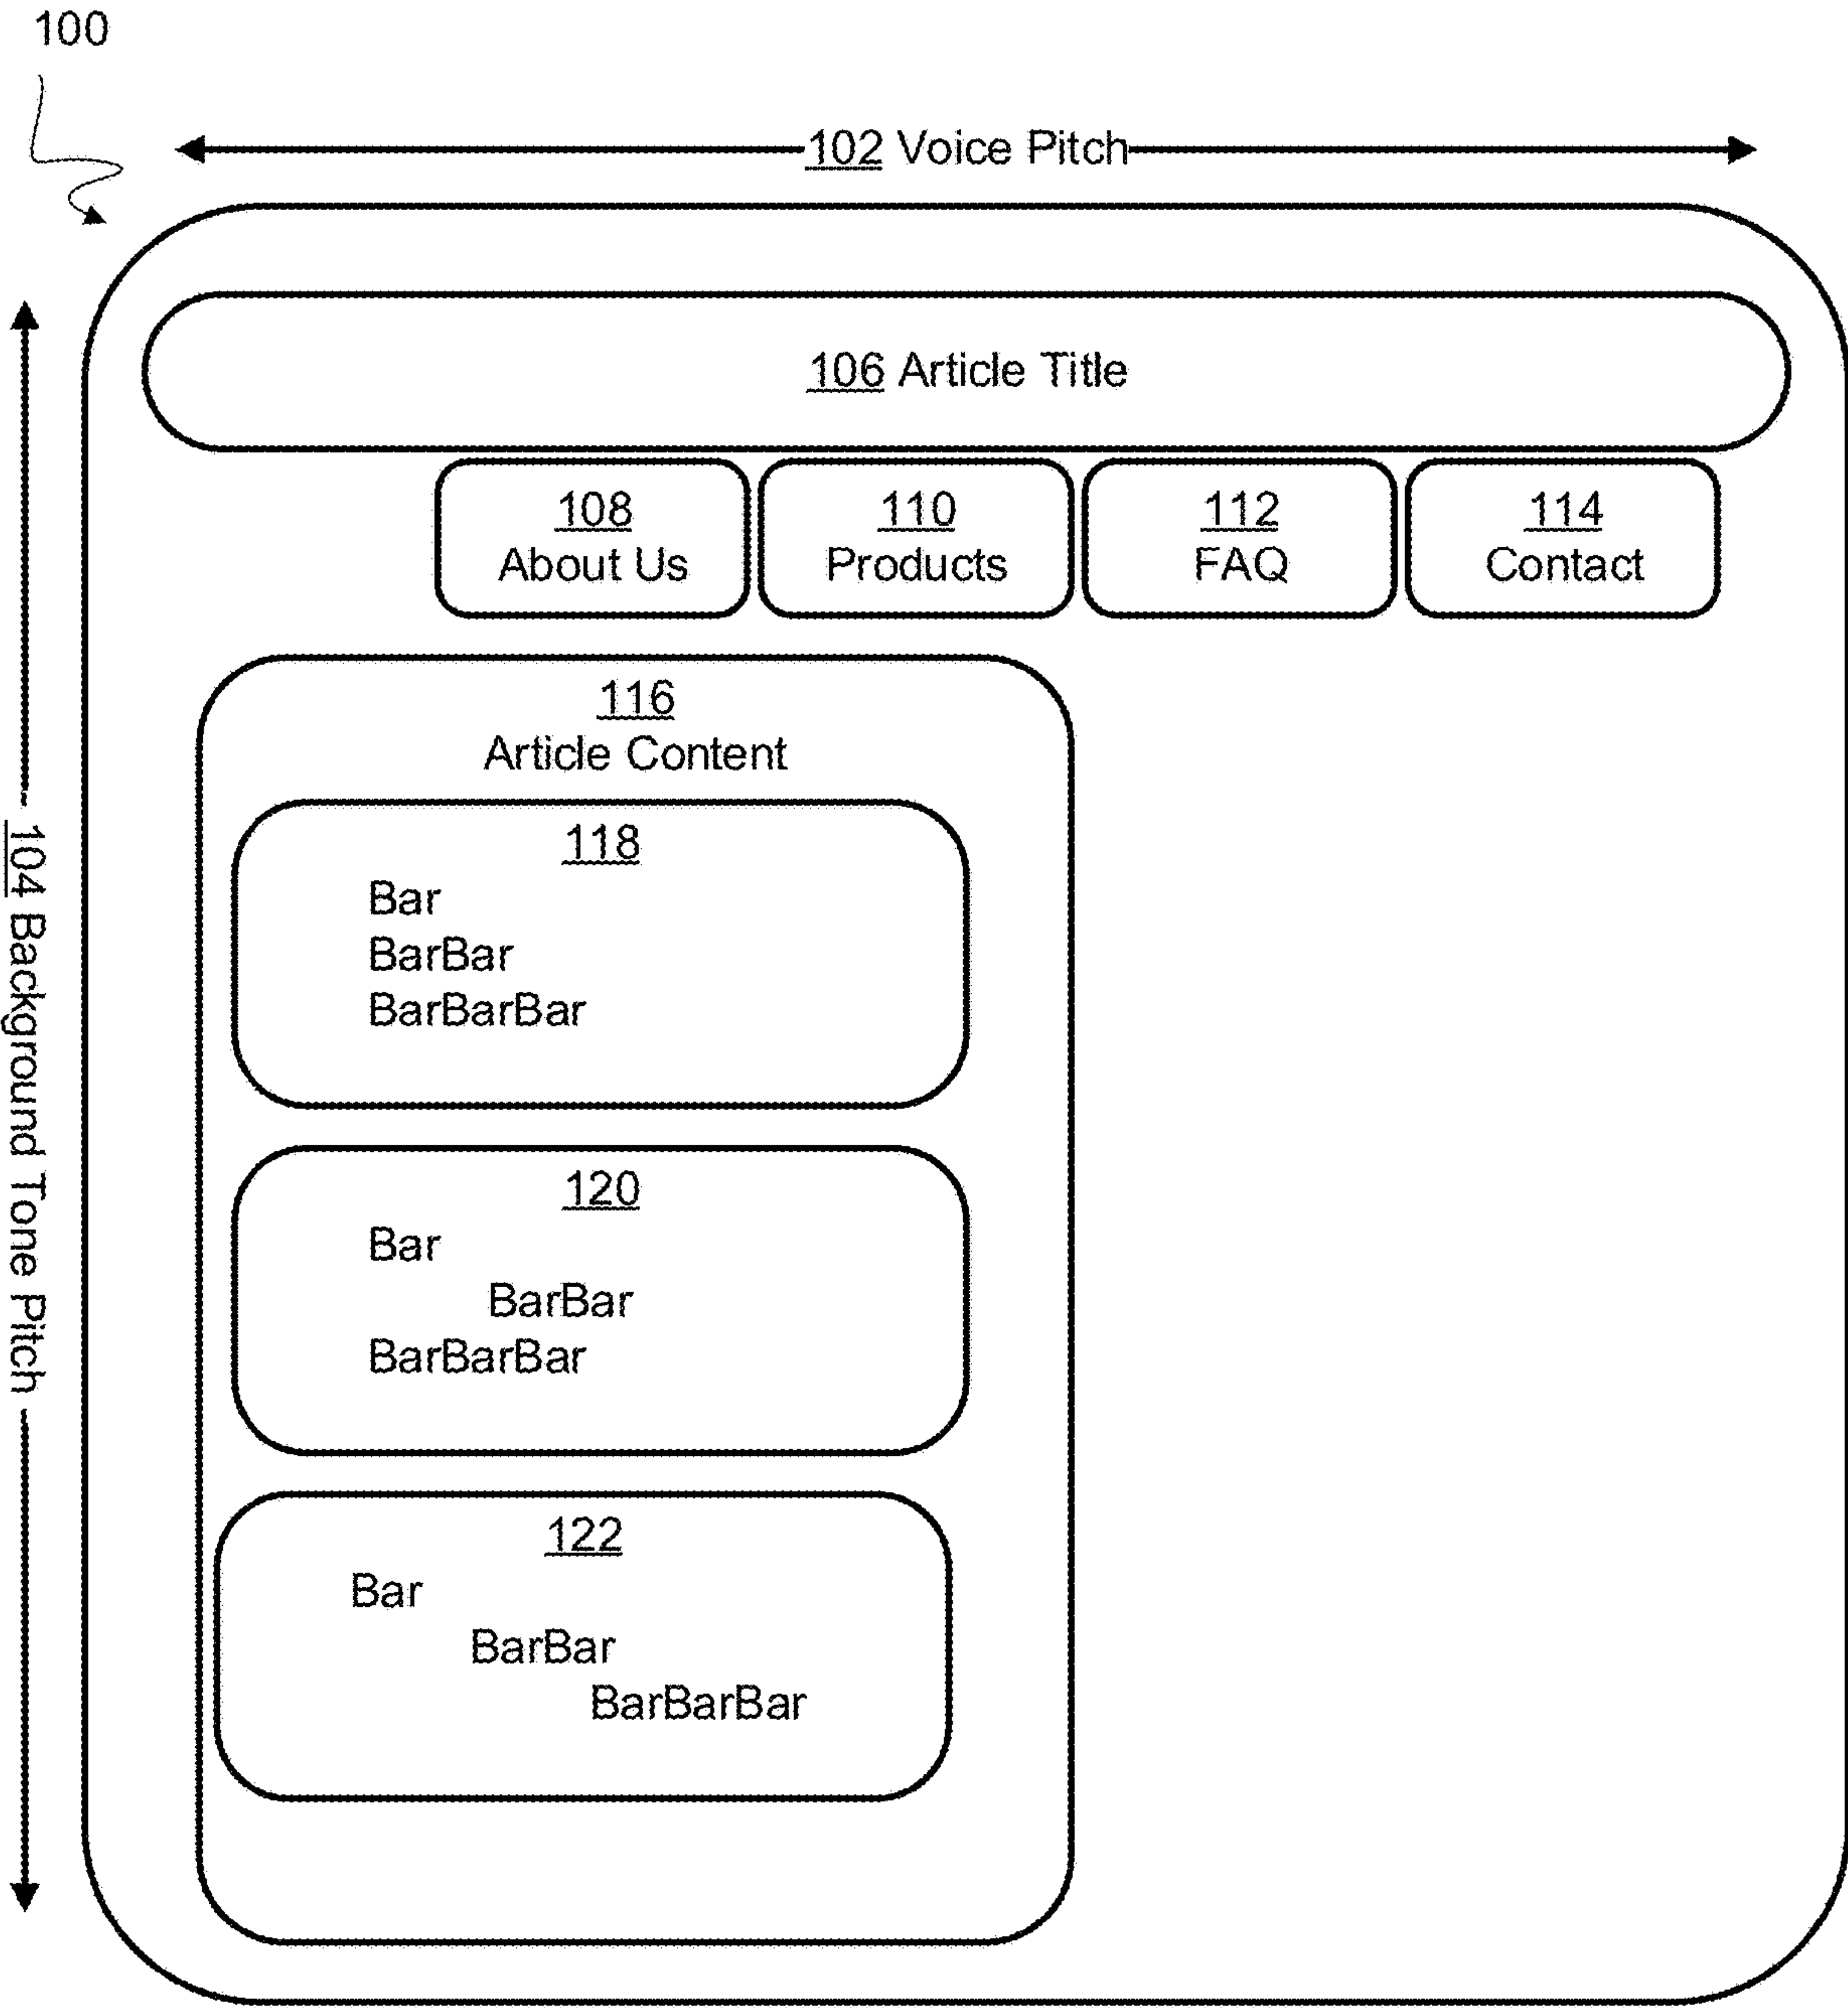 100
102 Voice Pitch
104 Background Tone Pitch
106 Article Title
108
About Us
110
Products
112
FAQ
114
Contact
116
Article Content
118
Bar
BarBar
BarBarBar
120
Bar
BarBar
BarBarBar
122
Bar
BarBar
BarBarBar